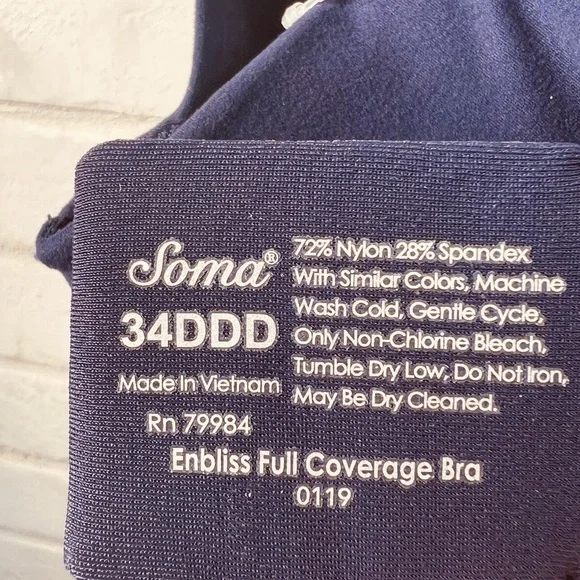 Soma®
34DDD
Made In Vietnam
Rn 79984
72% Nylon 28% Spandex
With Similar Colors, Machine
Wash Cold, Gentle Cycle,
Only Non-Chlorine Bleach,
Tumble Dry Low, Do Not Iron,
May Be Dry Cleaned.
Enbliss Full Coverage Bra
0119